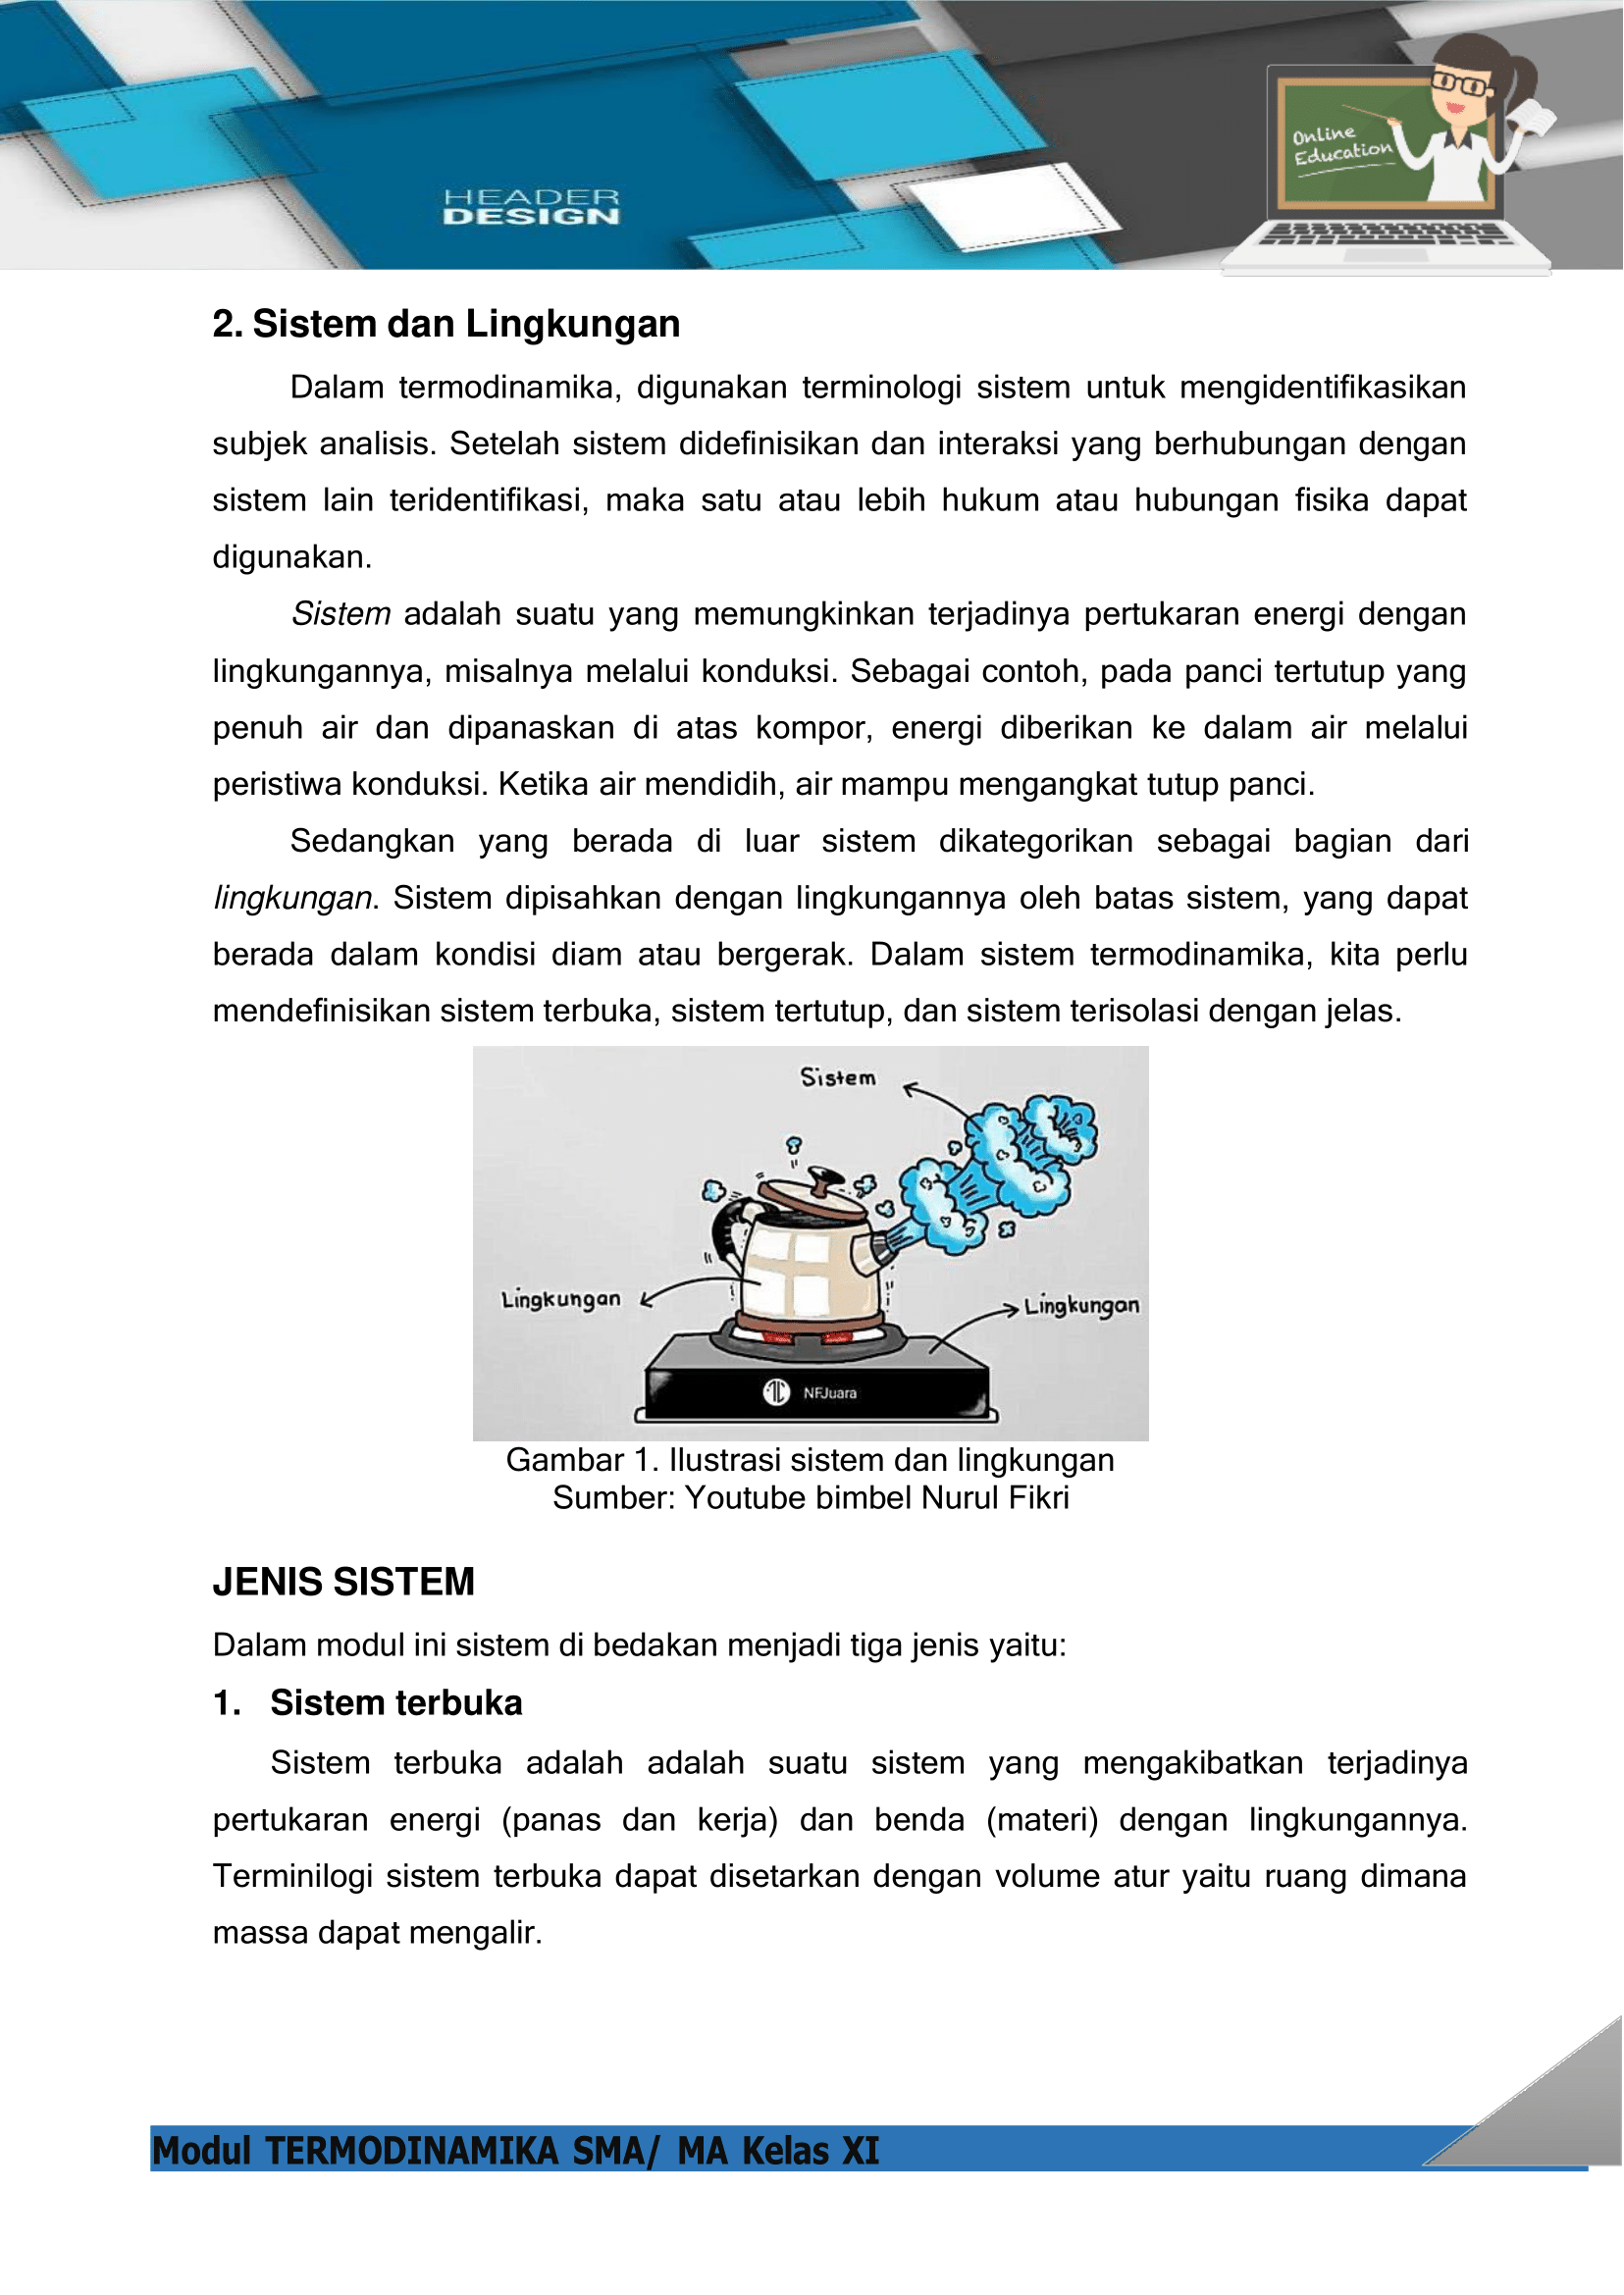 HEADER
DESIGN
Online
Education
2. Sistem dan Lingkungan
Dalam termodinamika, digunakan terminologi sistem untuk mengidentifikasikan
subjek analisis. Setelah sistem didefinisikan dan interaksi yang berhubungan dengan
sistem lain teridentifikasi, maka satu atau lebih hukum atau hubungan fisika dapat
digunakan.
Sistem adalah suatu yang memungkinkan terjadinya pertukaran energi dengan
lingkungannya, misalnya melalui konduksi. Sebagai contoh, pada panci tertutup yang
penuh air dan dipanaskan di atas kompor, energi diberikan ke dalam air melalui
peristiwa konduksi. Ketika air mendidih, air mampu mengangkat tutup panci.
Sedangkan yang berada di luar sistem dikategorikan sebagai bagian dari
lingkungan. Sistem dipisahkan dengan lingkungannya oleh batas sistem, yang dapat
berada dalam kondisi diam atau bergerak. Dalam sistem termodinamika, kita perlu
mendefinisikan sistem terbuka, sistem tertutup, dan sistem terisolasi dengan jelas.
Sistem
Lingkungan
Lingkungan
NFJuara
Gambar 1. Ilustrasi sistem dan lingkungan
Sumber: Youtube bimbel Nurul Fikri
JENIS SISTEM
Dalam modul ini sistem di bedakan menjadi tiga jenis yaitu:
1. Sistem terbuka
Sistem terbuka adalah adalah suatu sistem yang mengakibatkan terjadinya
pertukaran energi (panas dan kerja) dan benda (materi) dengan lingkungannya.
Terminilogi sistem terbuka dapat disetarkan dengan volume atur yaitu ruang dimana
massa dapat mengalir.
Modul TERMODINAMIKA SMA/ MA Kelas XI